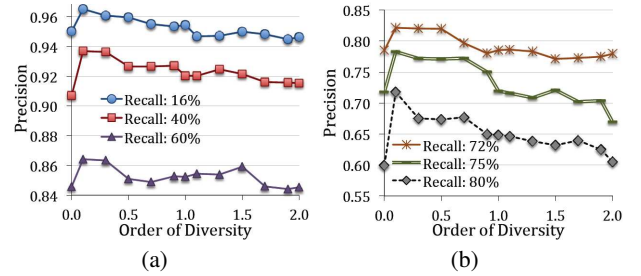 0.96
0.94
0.92
0.90
0.88
0.86
0.84
Precision
Recall: 16%
Recall: 40%
Recall: 60%
0.0 0.5 1.0 1.5 2.0
Order of Diversity
(a)
0.85
0.80
0.75
0.70
0.65
0.60
0.55
Precision
Recall: 72%
Recall: 75%
Recall: 80%
0.0 0.5 1.0 1.5 2.0
Order of Diversity
(b)